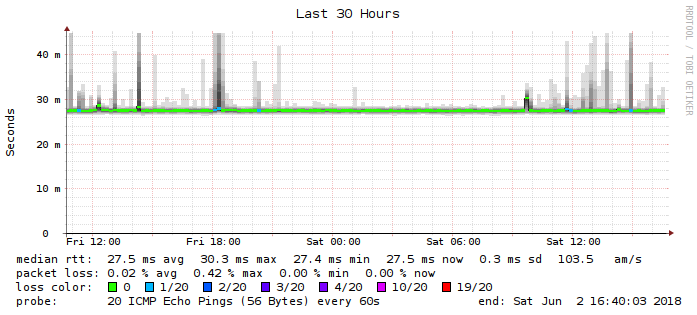 Last 30 Hours
RRDTOOL / TOBI OETIKER
Seconds
40 m
30 m
20 m
10 m
0
Fri 12:00 Fri 18:00 Sat 00:00 Sat 06:00 Sat 12:00
median rtt: 27.5 ms avg 30.3 ms max 27.4 ms min 27.5 ms now 0.3 ms sd 103.5 am/s
packet loss: 0.02 % avg 0.42 % max 0.00 % min 0.00 % now
loss color: 0 1/20 2/20 3/20 4/20 10/20 19/20
probe: 20 ICMP Echo Pings (56 Bytes) every 60s end: Sat Jun 2 16:40:03 2018